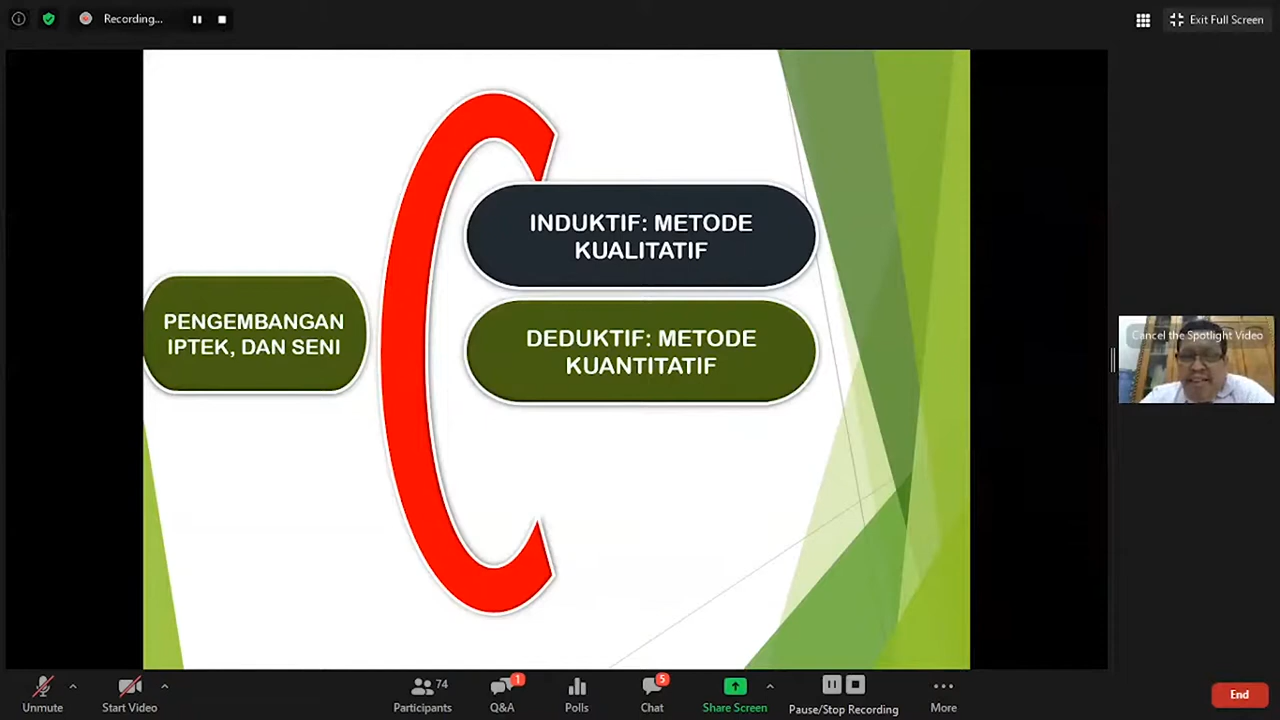 Recording...
Exit Full Screen
INDUKTIF: METODE
KUALITATIF
PENGEMBANGAN
IPTEK, DAN SENI
DEDUKTIF: METODE
KUANTITATIF
Cancel the Spotlight Video
Unmute
Start Video
74
Participants
1
Q&A
Polls
5
Chat
Share Screen
Pause/Stop Recording
More
End